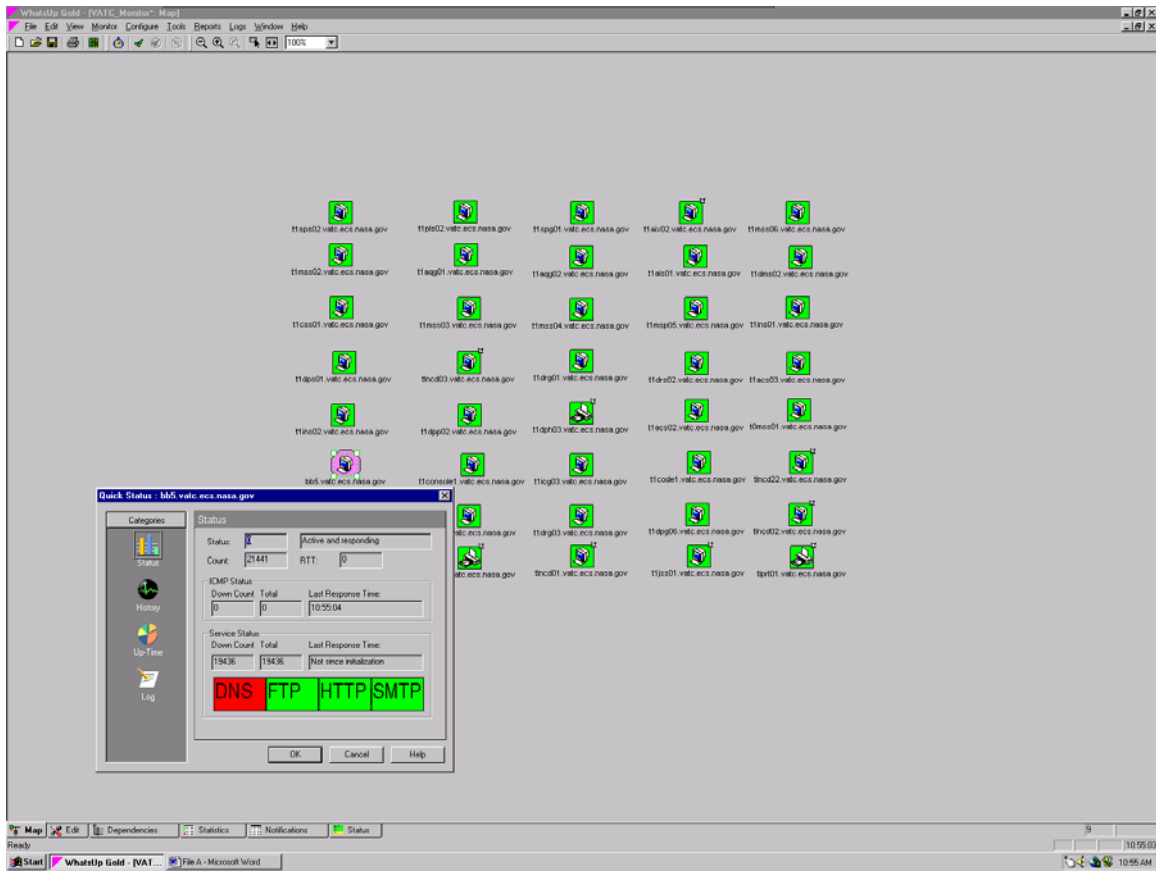 WhatsUp Gold - [VATC_Monitor*: Map]
File Edit View Monitor Configure Tools Reports Logs Window Help
100%
t1sps02.vatc.ecs.nasa.gov t1pls02.vatc.ecs.nasa.gov t1spg01.vatc.ecs.nasa.gov t1aix02.vatc.ecs.nasa.gov t1mss06.vatc.ecs.nasa.gov
t1mss02.vatc.ecs.nasa.gov t1aqg01.vatc.ecs.nasa.gov t1aqg02.vatc.ecs.nasa.gov t1ais01.vatc.ecs.nasa.gov t1dms02.vatc.ecs.nasa.gov
t1css01.vatc.ecs.nasa.gov t1mss03.vatc.ecs.nasa.gov t1mss04.vatc.ecs.nasa.gov t1msp05.vatc.ecs.nasa.gov t1ins01.vatc.ecs.nasa.gov
t1dps01.vatc.ecs.nasa.gov tincd03.vatc.ecs.nasa.gov t1drg01.vatc.ecs.nasa.gov t1drs02.vatc.ecs.nasa.gov t1acs03.vatc.ecs.nasa.gov
t1ins02.vatc.ecs.nasa.gov t1dpp02.vatc.ecs.nasa.gov t1dph03.vatc.ecs.nasa.gov t1acs02.vatc.ecs.nasa.gov t0mss01.vatc.ecs.nasa.gov
bb5.vatc.ecs.nasa.gov t1console1.vatc.ecs.nasa.gov t1icg03.vatc.ecs.nasa.gov t1code1.vatc.ecs.nasa.gov tincd22.vatc.ecs.nasa.gov
vatc.ecs.nasa.gov t1drg03.vatc.ecs.nasa.gov t1dpg06.vatc.ecs.nasa.gov tincd02.vatc.ecs.nasa.gov
vatc.ecs.nasa.gov tincd01.vatc.ecs.nasa.gov t1jss01.vatc.ecs.nasa.gov tiprt01.vatc.ecs.nasa.gov
Quick Status : bb5.vatc.ecs.nasa.gov
Categories
Status
History
Up-Time
Log
Status
Status: 0 Active and responding
Count: 21441 RTT: 0
ICMP Status
Down Count Total Last Response Time:
0 0 10:55:04
Service Status
Down Count Total Last Response Time:
19436 19436 Not since initialization
DNS FTP HTTP SMTP
OK Cancel Help
Map Edit Dependencies Statistics Notifications Status 9
Ready 10:55:03
Start WhatsUp Gold - [VAT... File A - Microsoft Word 10:55 AM